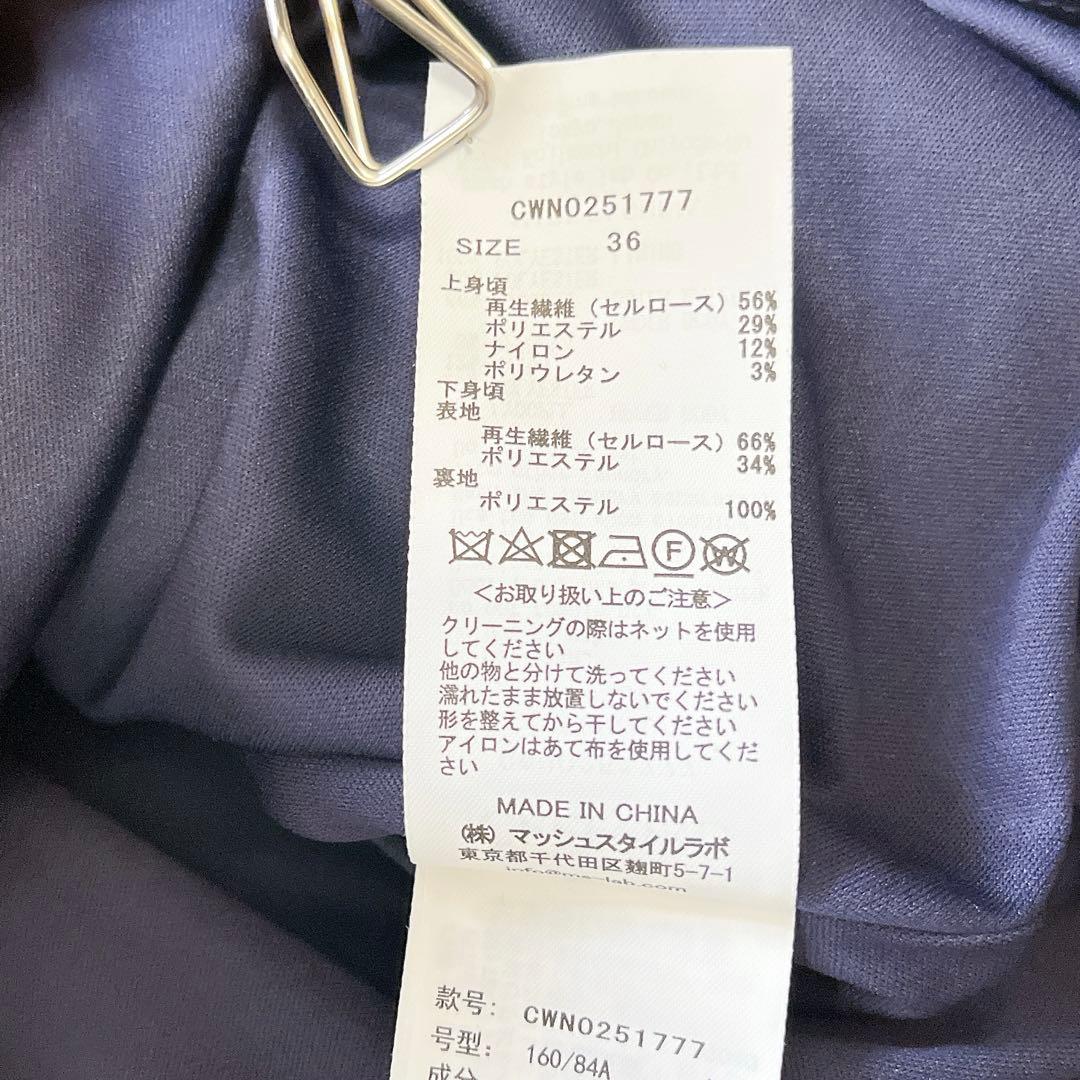 CWNO251777
SIZE 36
上身頃
再生繊維（セルロース）56%
ポリエステル 29%
ナイロン 12%
ポリウレタン 3%
下身頃
表地
再生繊維（セルロース）66%
ポリエステル 34%
裏地
ポリエステル 100%
F W
＜お取り扱い上のご注意＞
クリーニングの際はネットを使用
してください
他の物と分けて洗ってください
濡れたまま放置しないでください
形を整えてから干してください
アイロンはあて布を使用してくだ
さい
MADE IN CHINA
(株) マッシュスタイルラボ
東京都千代田区麹町5-7-1
款号: CWNO251777
号型: 160/84A
成分